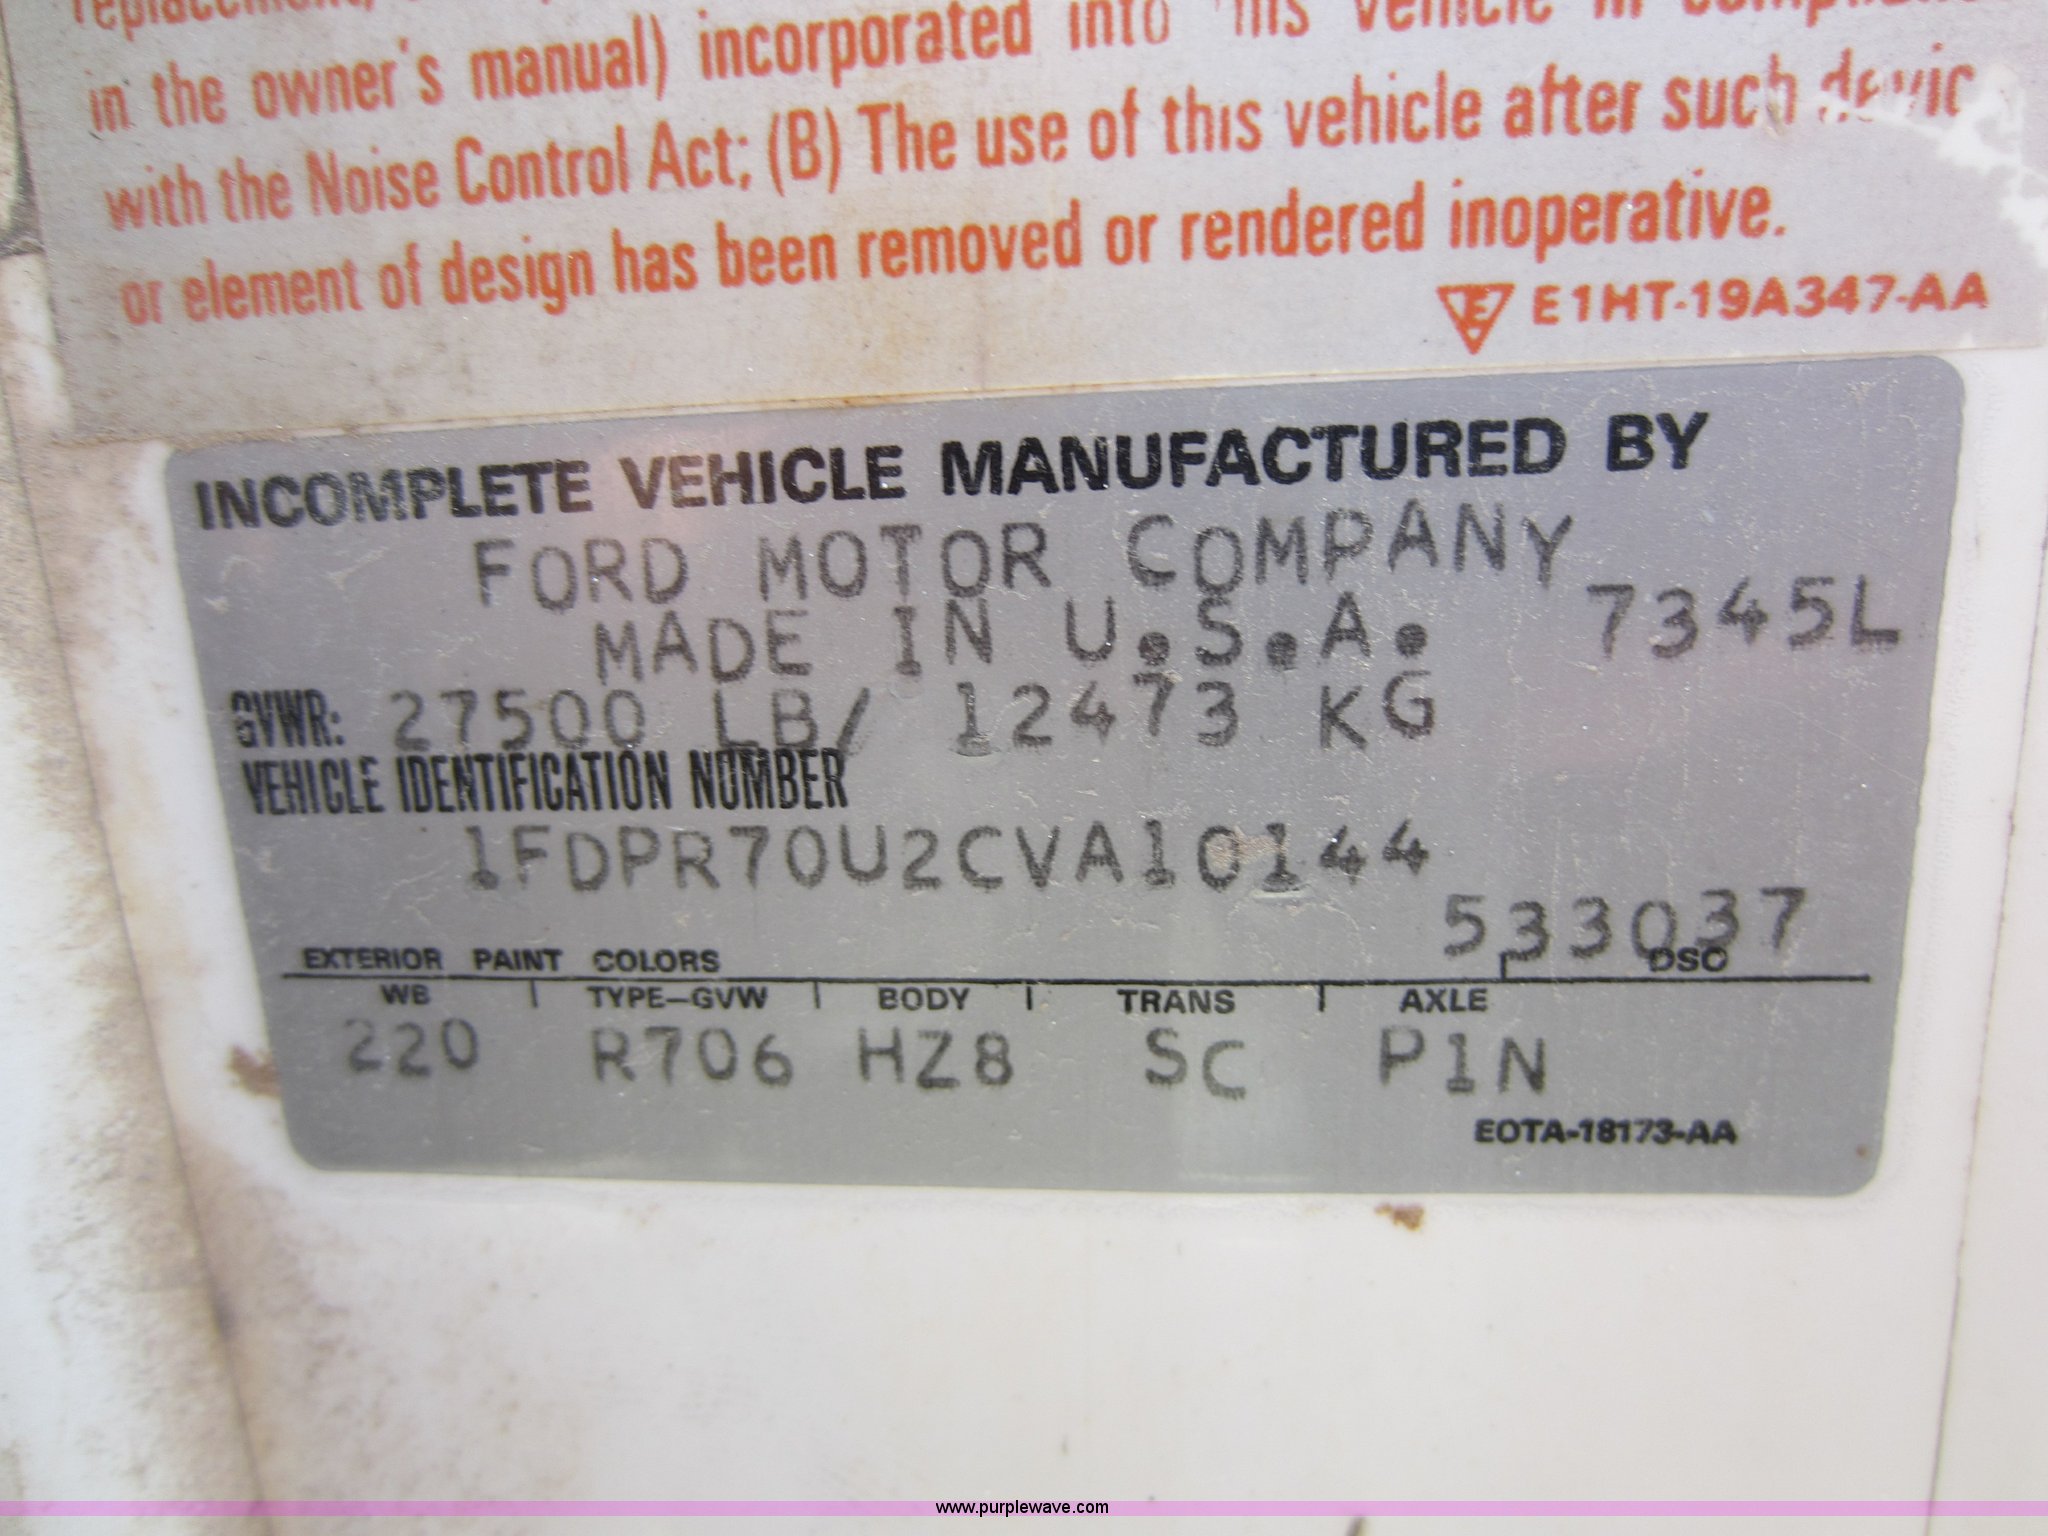 replacement,
in the owner's manual) incorporated into this vehicle in
with the Noise Control Act; (B) The use of this vehicle after such devic
or element of design has been removed or rendered inoperative.
E E1HT-19A347-AA
INCOMPLETE VEHICLE MANUFACTURED BY
FORD MOTOR COMPANY
MADE IN U.S.A. 7345L
GVWR: 27500 LB/ 12473 KG
VEHICLE IDENTIFICATION NUMBER
1FDPR70U2CVA10144
533037
EXTERIOR PAINT COLORS DSO
WB TYPE-GVW BODY TRANS AXLE
220 R706 HZ8 SC P1N
EOTA-18173-AA
www.purplewave.com